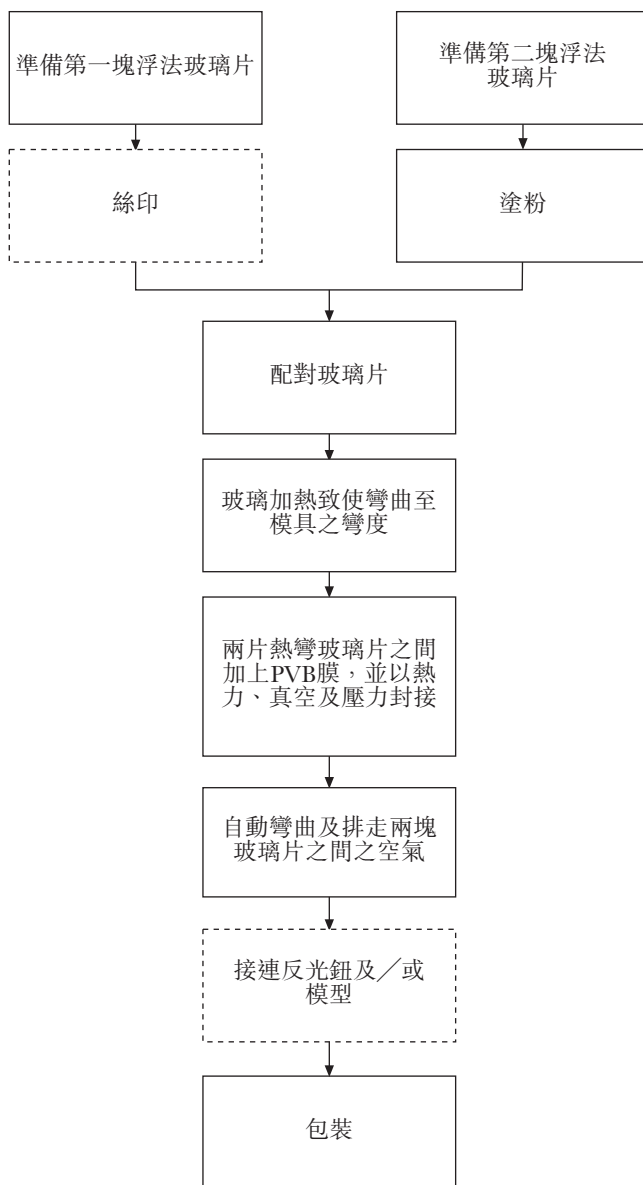 準備第一塊浮法玻璃片
準備第二塊浮法
玻璃片
絲印
塗粉
配對玻璃片
玻璃加熱致使彎曲至
模具之彎度
兩片熱彎玻璃片之間
加上PVB膜，並以熱
力、真空及壓力封接
自動彎曲及排走兩塊
玻璃片之間之空氣
接連反光鈕及╱或
模型
包裝